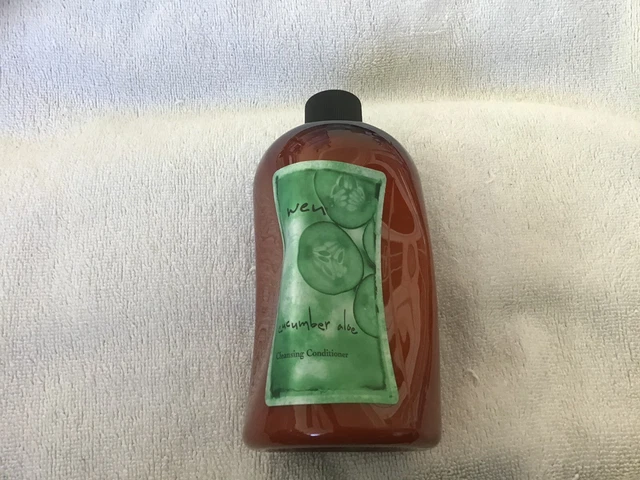 wen
cucumber aloe
Cleansing Conditioner